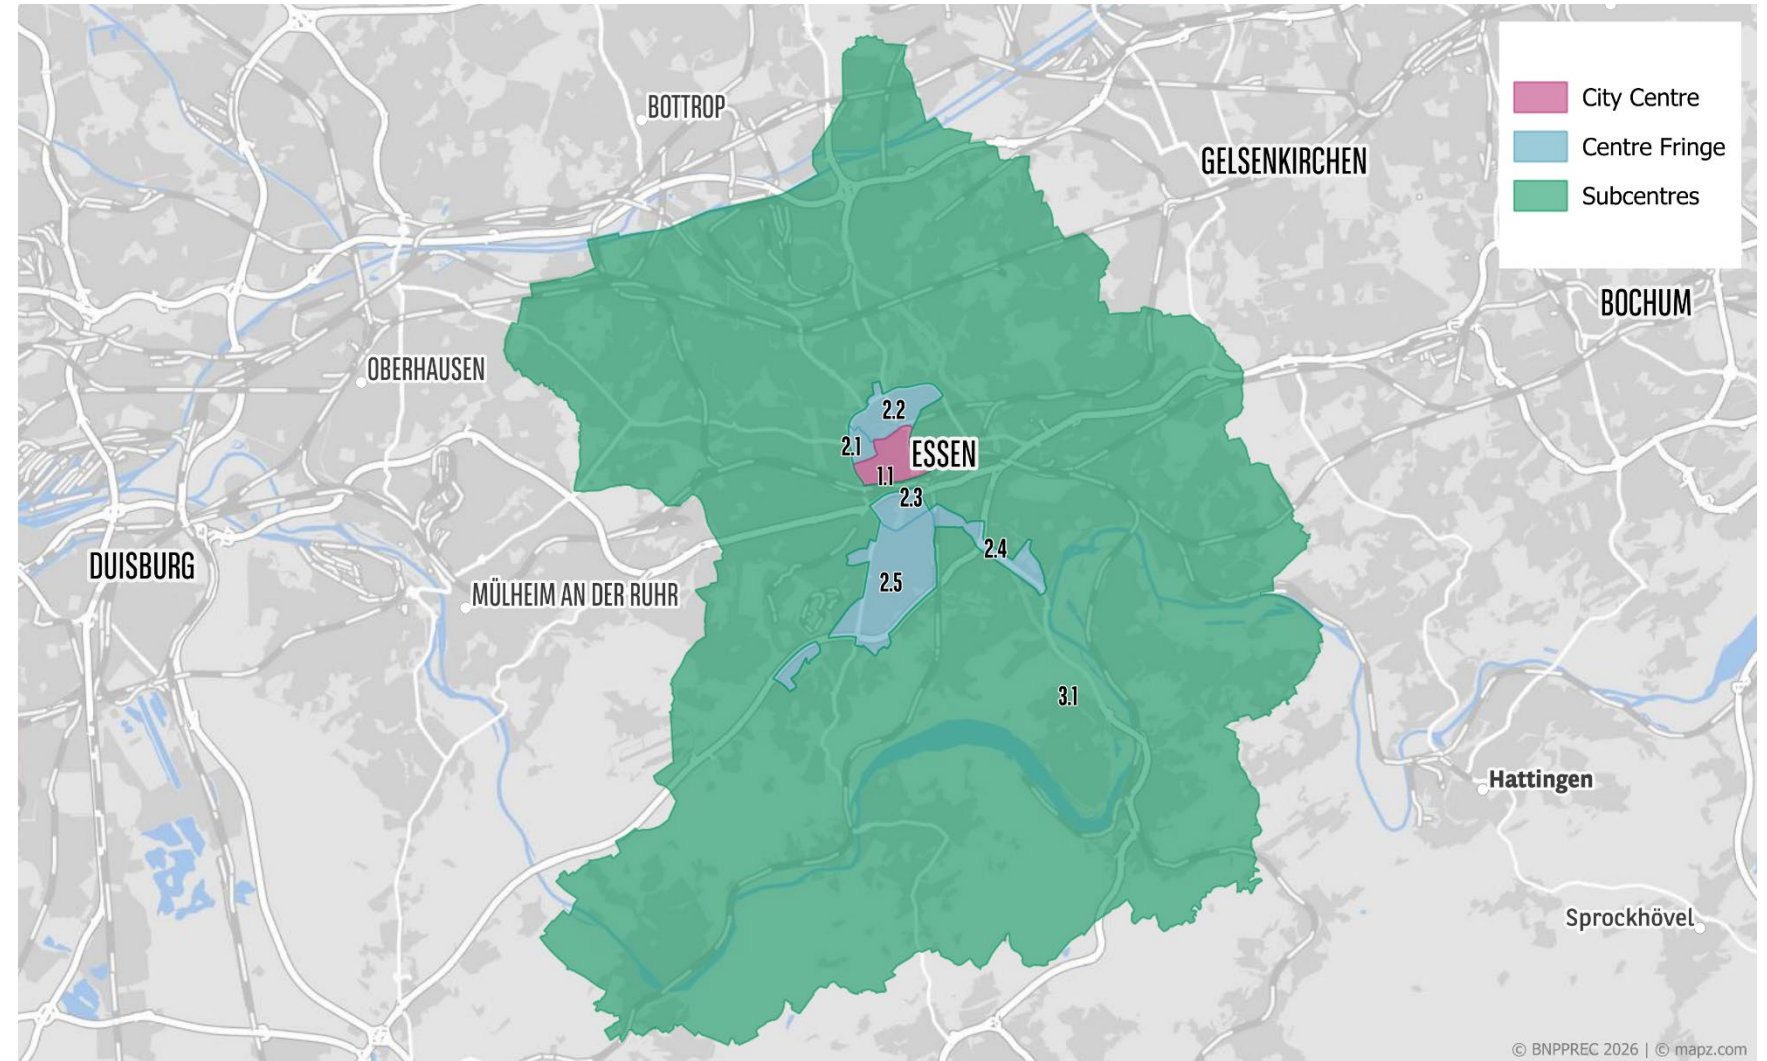 City Centre
Centre Fringe
Subcentres
BOTTROP
GELSENKIRCHEN
BOCHUM
OBERHAUSEN
2.2
2.1
ESSEN
1.1
2.3
2.4
DUISBURG
2.5
MÜLHEIM AN DER RUHR
3.1
Hattingen
Sprockhövel
© BNPPREC 2026 | © mapz.com